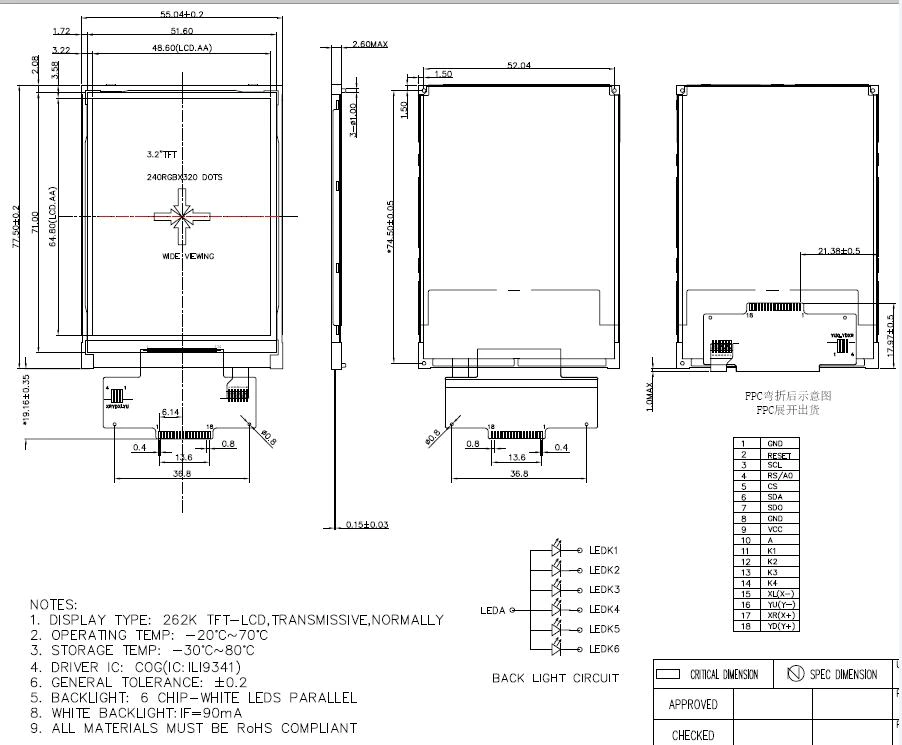 55.04±0.2
1.72
51.60
3.22
48.60(LCD.AA)
2.08
3.58
77.50±0.2
71.00
64.80(LCD.AA)
3.2"TFT
240RGBX320 DOTS
WIDE VIEWING
*19.16±0.35
4 1
6.14
1 18
0.4
0.8
13.6
36.8
ø0.8
2.60MAX
3-ø1.00
0.15±0.03
1.50
52.04
1.50
*74.50±0.05
ø0.8
18 1
0.8
0.4
13.6
36.8
21.38±0.5
18 1
1 4
17.97±0.5
1.0MAX
FPC弯折后示意图
FPC展开出货
1 GND
2 RESET
3 SCL
4 RS/A0
5 CS
6 SDA
7 SDO
8 GND
9 VCC
10 A
11 K1
12 K2
13 K3
14 K4
15 XL(X-)
16 YU(Y-)
17 XR(X+)
18 YD(Y+)
LEDA
LEDK1
LEDK2
LEDK3
LEDK4
LEDK5
LEDK6
BACK LIGHT CIRCUIT
NOTES:
1. DISPLAY TYPE: 262K TFT-LCD,TRANSMISSIVE,NORMALLY
2. OPERATING TEMP: -20°C~70°C
3. STORAGE TEMP: -30°C~80°C
4. DRIVER IC: COG(IC:ILI9341)
6. GENERAL TOLERANCE: ±0.2
5. BACKLIGHT: 6 CHIP-WHITE LEDS PARALLEL
8. WHITE BACKLIGHT:IF=90mA
9. ALL MATERIALS MUST BE RoHS COMPLIANT
CRITICAL DIMENSION
SPEC DIMENSION
APPROVED
CHECKED